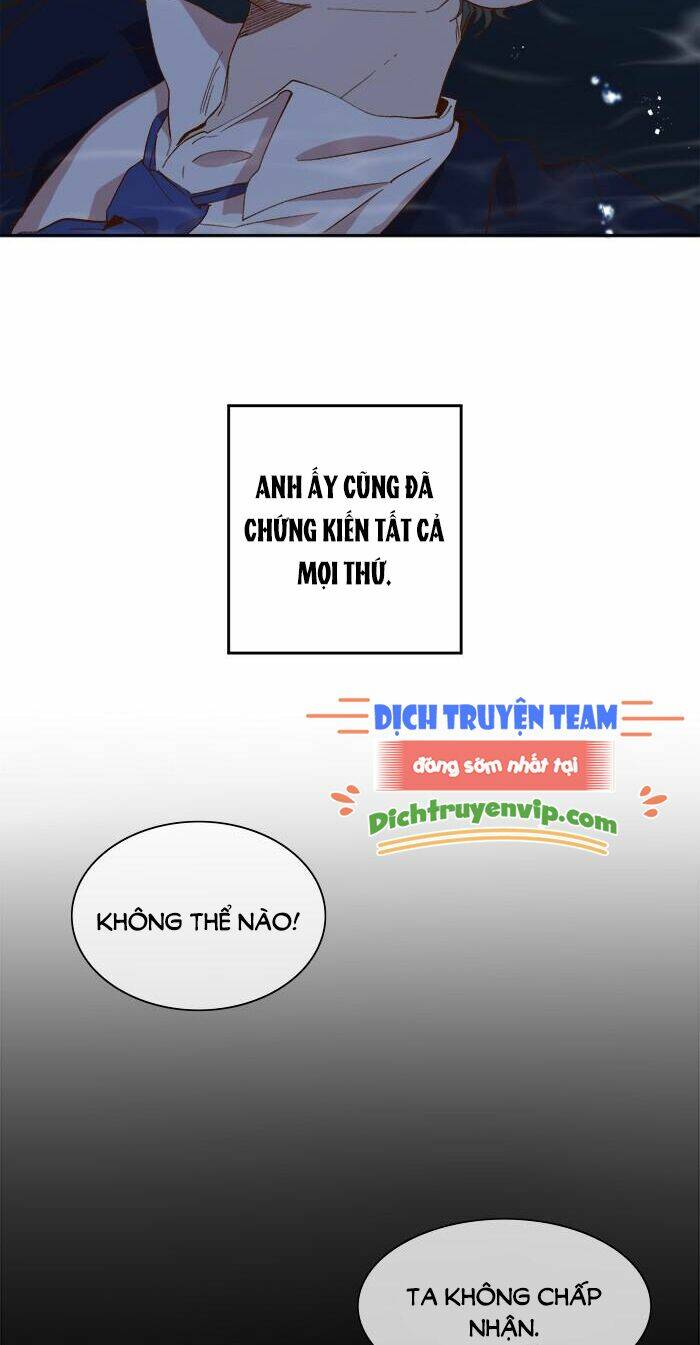 ANH ẤY CŨNG ĐÃ
CHỨNG KIẾN TẤT CẢ
MỌI THỨ.
DỊCH TRUYỆN TEAM
đăng sớm nhất tại
Dichtruyenvip.com
KHÔNG THỂ NÀO!
TA KHÔNG CHẤP
NHẬN.